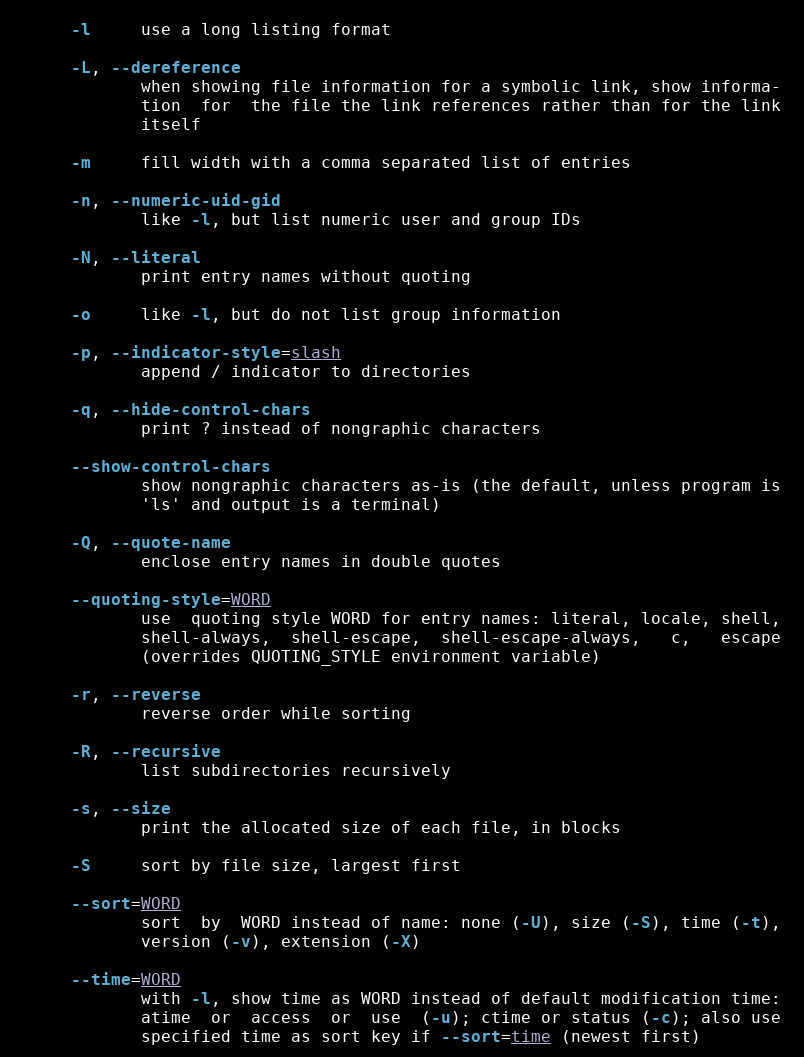 -l     use a long listing format
-L, --dereference
when showing file information for a symbolic link, show informa-
tion  for  the file the link references rather than for the link
itself
-m     fill width with a comma separated list of entries
-n, --numeric-uid-gid
like -l, but list numeric user and group IDs
-N, --literal
print entry names without quoting
-o     like -l, but do not list group information
-p, --indicator-style=slash
append / indicator to directories
-q, --hide-control-chars
print ? instead of nongraphic characters
--show-control-chars
show nongraphic characters as-is (the default, unless program is
'ls' and output is a terminal)
-Q, --quote-name
enclose entry names in double quotes
--quoting-style=WORD
use  quoting style WORD for entry names: literal, locale, shell,
shell-always,  shell-escape,  shell-escape-always,   c,   escape
(overrides QUOTING_STYLE environment variable)
-r, --reverse
reverse order while sorting
-R, --recursive
list subdirectories recursively
-s, --size
print the allocated size of each file, in blocks
-S     sort by file size, largest first
--sort=WORD
sort  by  WORD instead of name: none (-U), size (-S), time (-t),
version (-v), extension (-X)
--time=WORD
with -l, show time as WORD instead of default modification time:
atime  or  access  or  use  (-u); ctime or status (-c); also use
specified time as sort key if --sort=time (newest first)